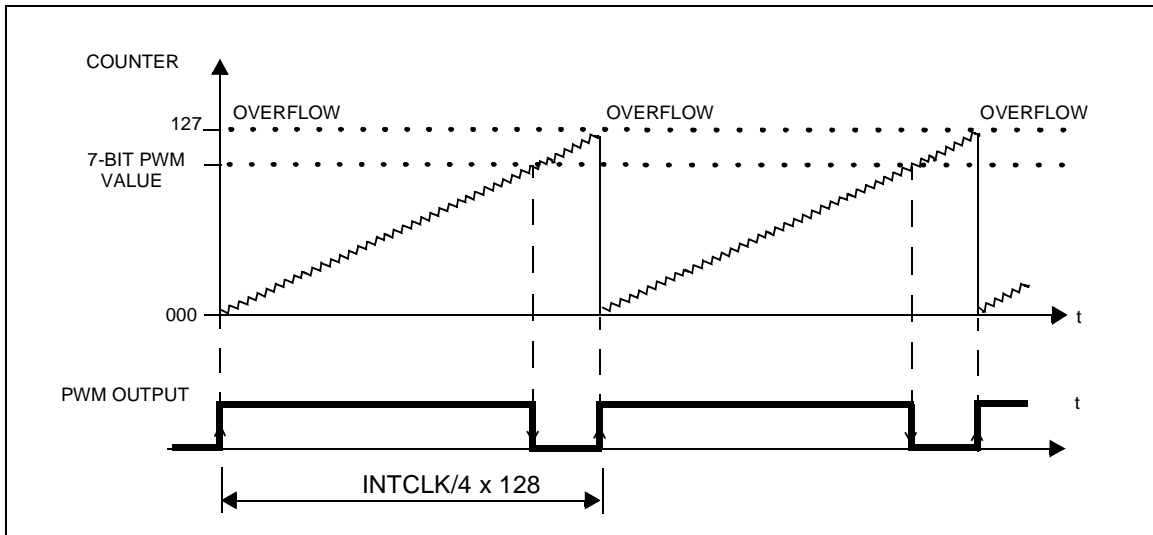 COUNTER
OVERFLOW OVERFLOW OVERFLOW
127
7-BIT PWM
VALUE
000
t
PWM OUTPUT
t
INTCLK/4 x 128